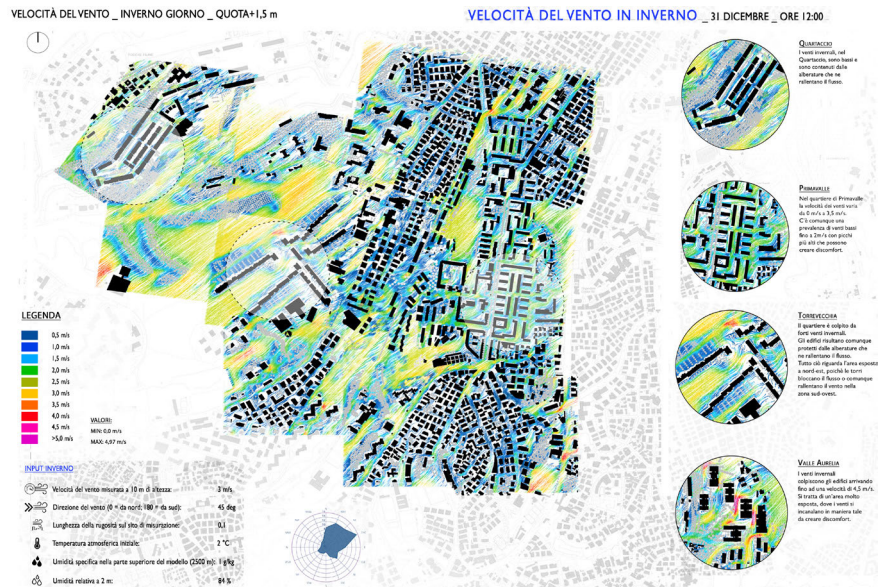 VELOCITÀ DEL VENTO _ INVERNO GIORNO _ QUOTA+1,5 m
VELOCITÀ DEL VENTO IN INVERNO _ 31 DICEMBRE _ ORE 12:00
QUARTACCIO
I venti invernali, nel
Quartaccio, sono bassi e
sono contenuti dalle
alberature che ne
rallentano il flusso.
PRIMAVALLE
Nel quartiere di Primavalle
la velocità dei venti varia
da 0 m/s a 3,5 m/s.
C'è comunque una
prevalenza di venti bassi
fino a 2m/s con picchi
più alti che possono
creare discomfort.
TORREVECCHIA
Il quartiere è colpito da
forti venti invernali.
Gli edifici risultano comunque
protetti dalle alberature che
ne rallentano il flusso.
Tutto ciò riguarda l'area esposta
a nord-est, poiché le torri
bloccano il flusso o comunque
rallentano il vento nella
zona sud-ovest.
VALLE AURELIA
I venti invernali
colpiscono gli edifici arrivando
fino ad una velocità di 4,5 m/s.
Si tratta di un'area molto
esposta, dove i venti si
incanalano in maniera tale
da creare discomfort.
LEGENDA
0,5 m/s
1,0 m/s
1,5 m/s
2,0 m/s
2,5 m/s
3,0 m/s
3,5 m/s
4,0 m/s
4,5 m/s
>5,0 m/s
VALORI:
MIN: 0,0 m/s
MAX: 4,97 m/s
INPUT INVERNO
Velocità del vento misurata a 10 m di altezza: 3 m/s
Direzione del vento (0 = da nord; 180 = da sud): 45 deg
Lunghezza della rugosità sul sito di misurazione: 0,1
Temperatura atmosferica iniziale: 2 °C
Umidità specifica nella parte superiore del modello (2500 m): 1 g/kg
Umidità relativa a 2 m: 84 %